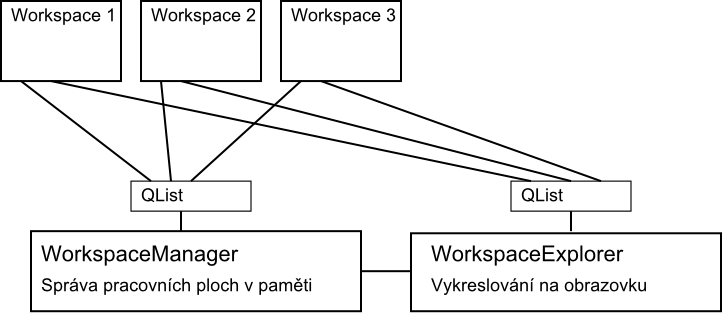 Workspace 1
Workspace 2
Workspace 3
QList
QList
WorkspaceManager
Správa pracovních ploch v paměti
WorkspaceExplorer
Vykreslování na obrazovku